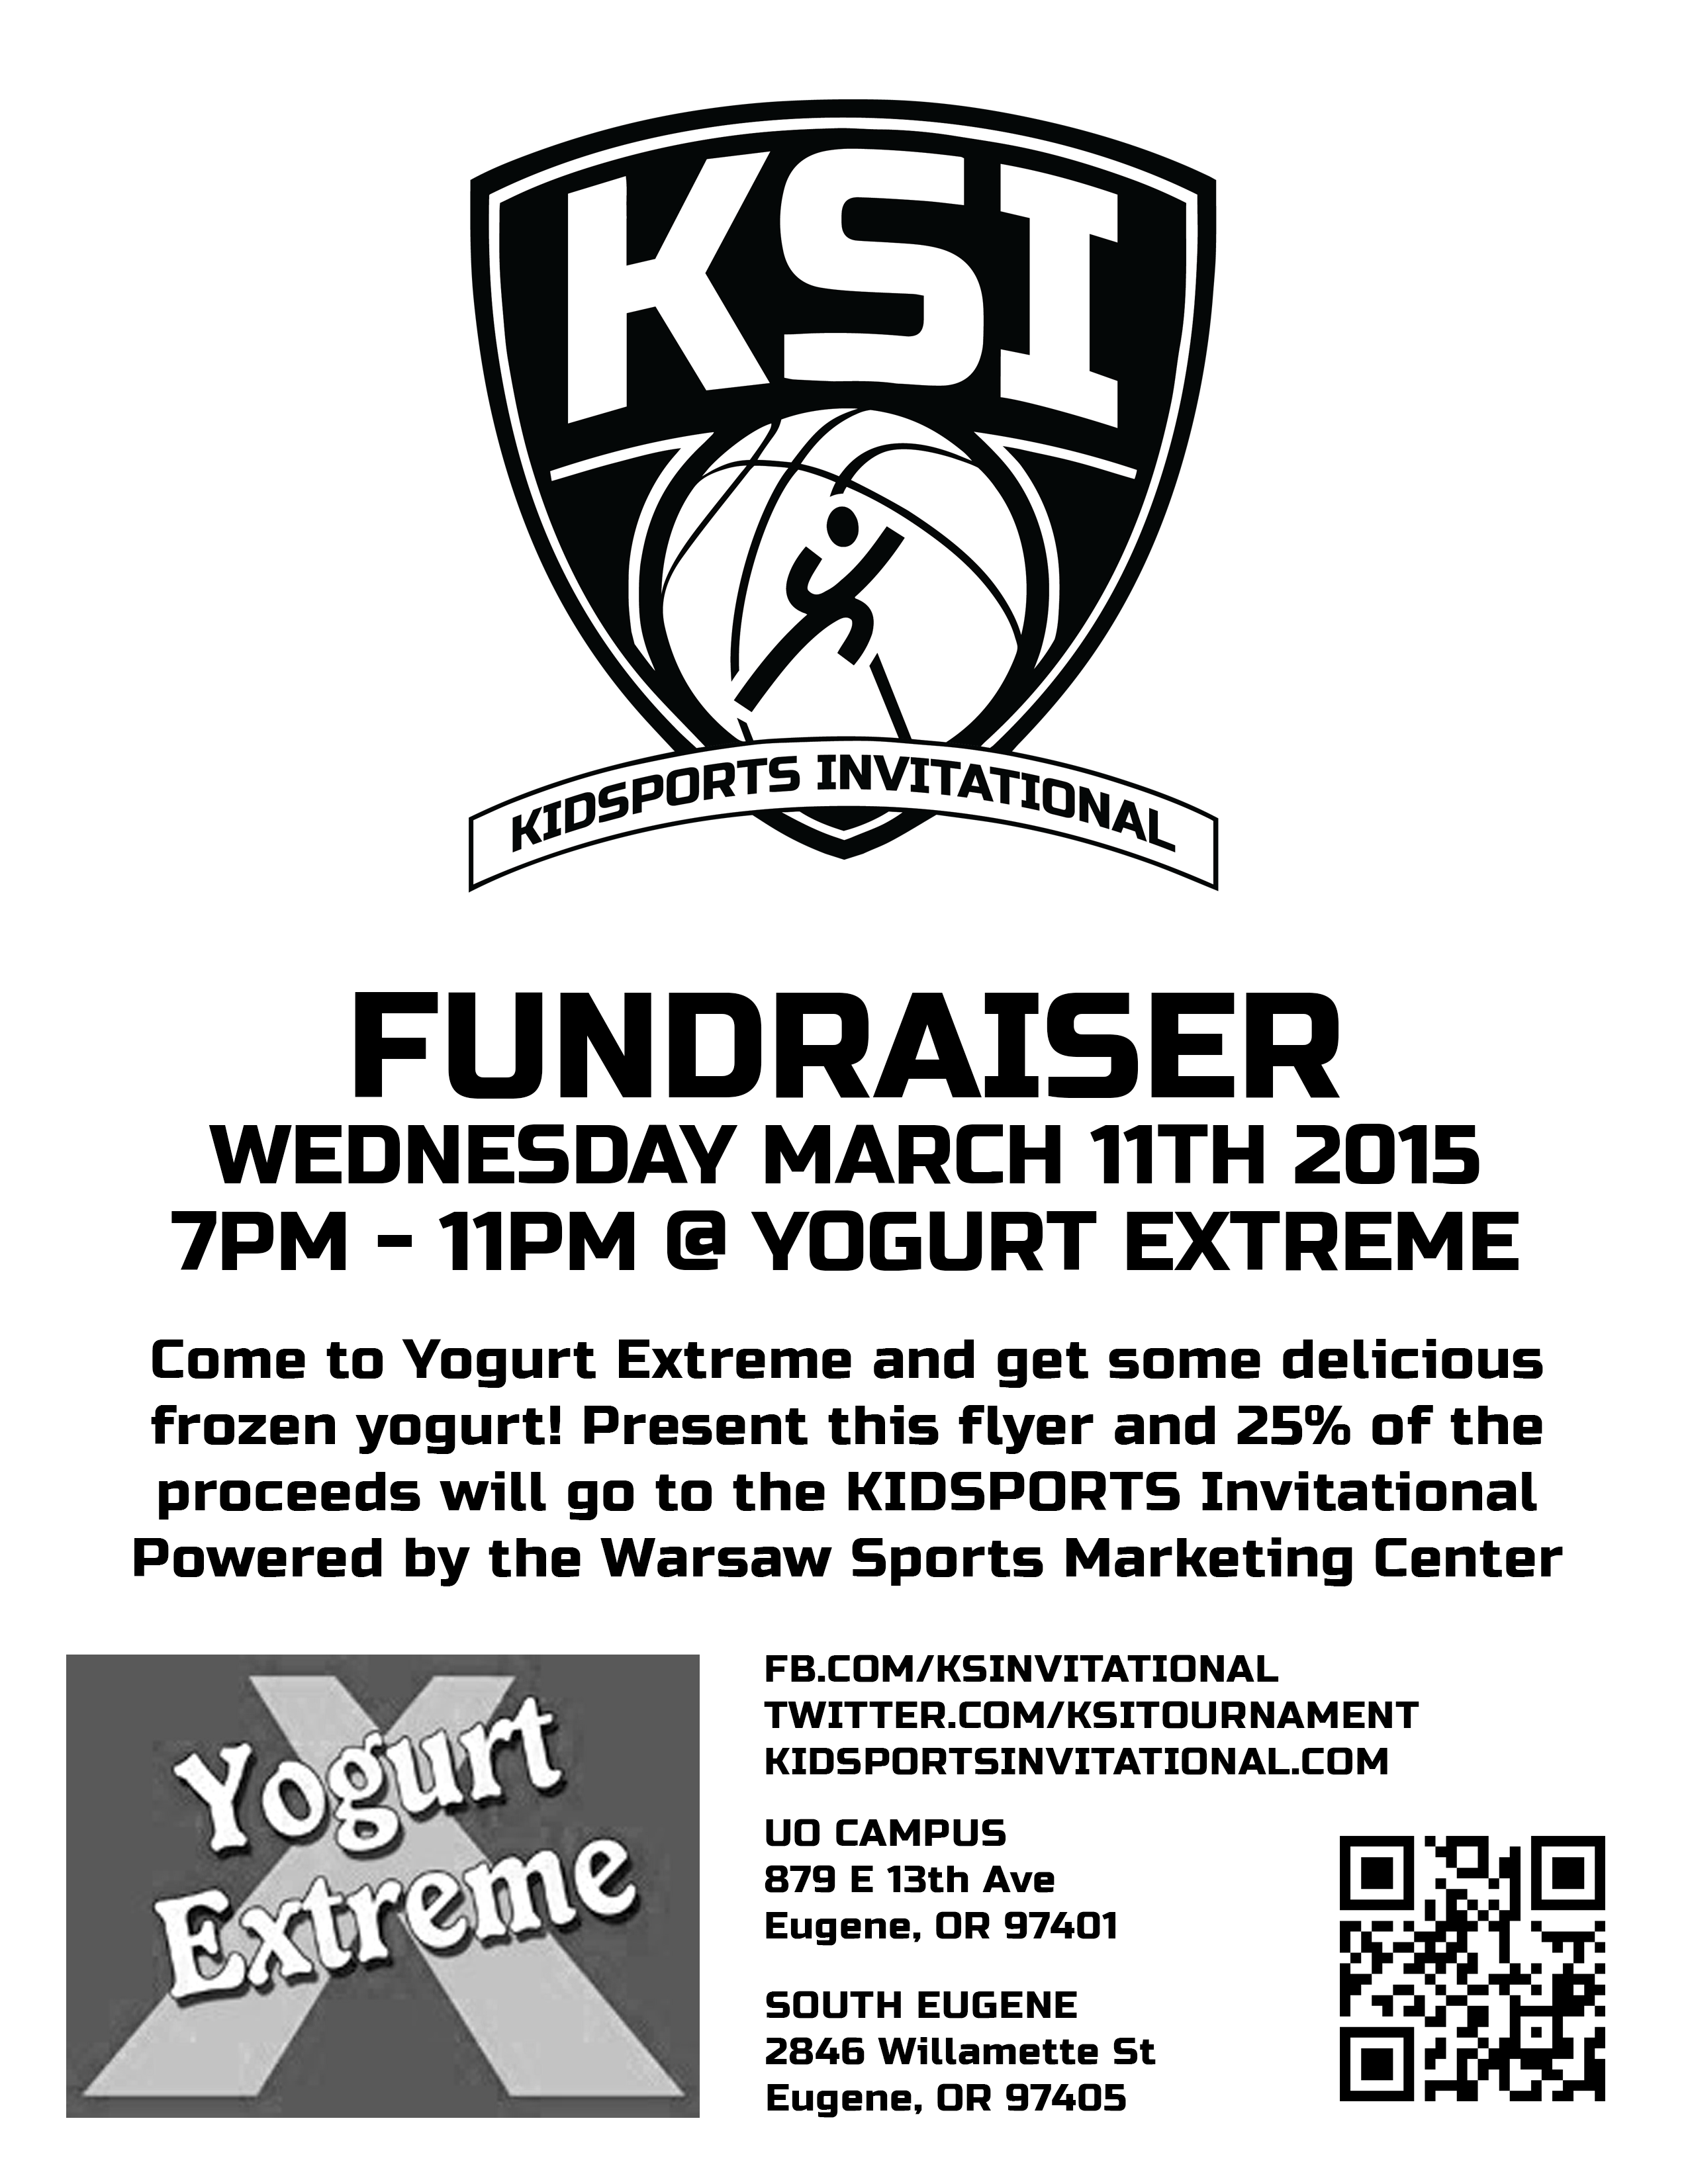 KSI
KIDSPORTS INVITATIONAL
FUNDRAISER
WEDNESDAY MARCH 11TH 2015
7PM - 11PM @ YOGURT EXTREME
Come to Yogurt Extreme and get some delicious
frozen yogurt! Present this flyer and 25% of the
proceeds will go to the KIDSPORTS Invitational
Powered by the Warsaw Sports Marketing Center
X
Yogurt
Extreme
FB.COM/KSINVITATIONAL
TWITTER.COM/KSITOURNAMENT
KIDSPORTSINVITATIONAL.COM
UO CAMPUS
879 E 13th Ave
Eugene, OR 97401
SOUTH EUGENE
2846 Willamette St
Eugene, OR 97405